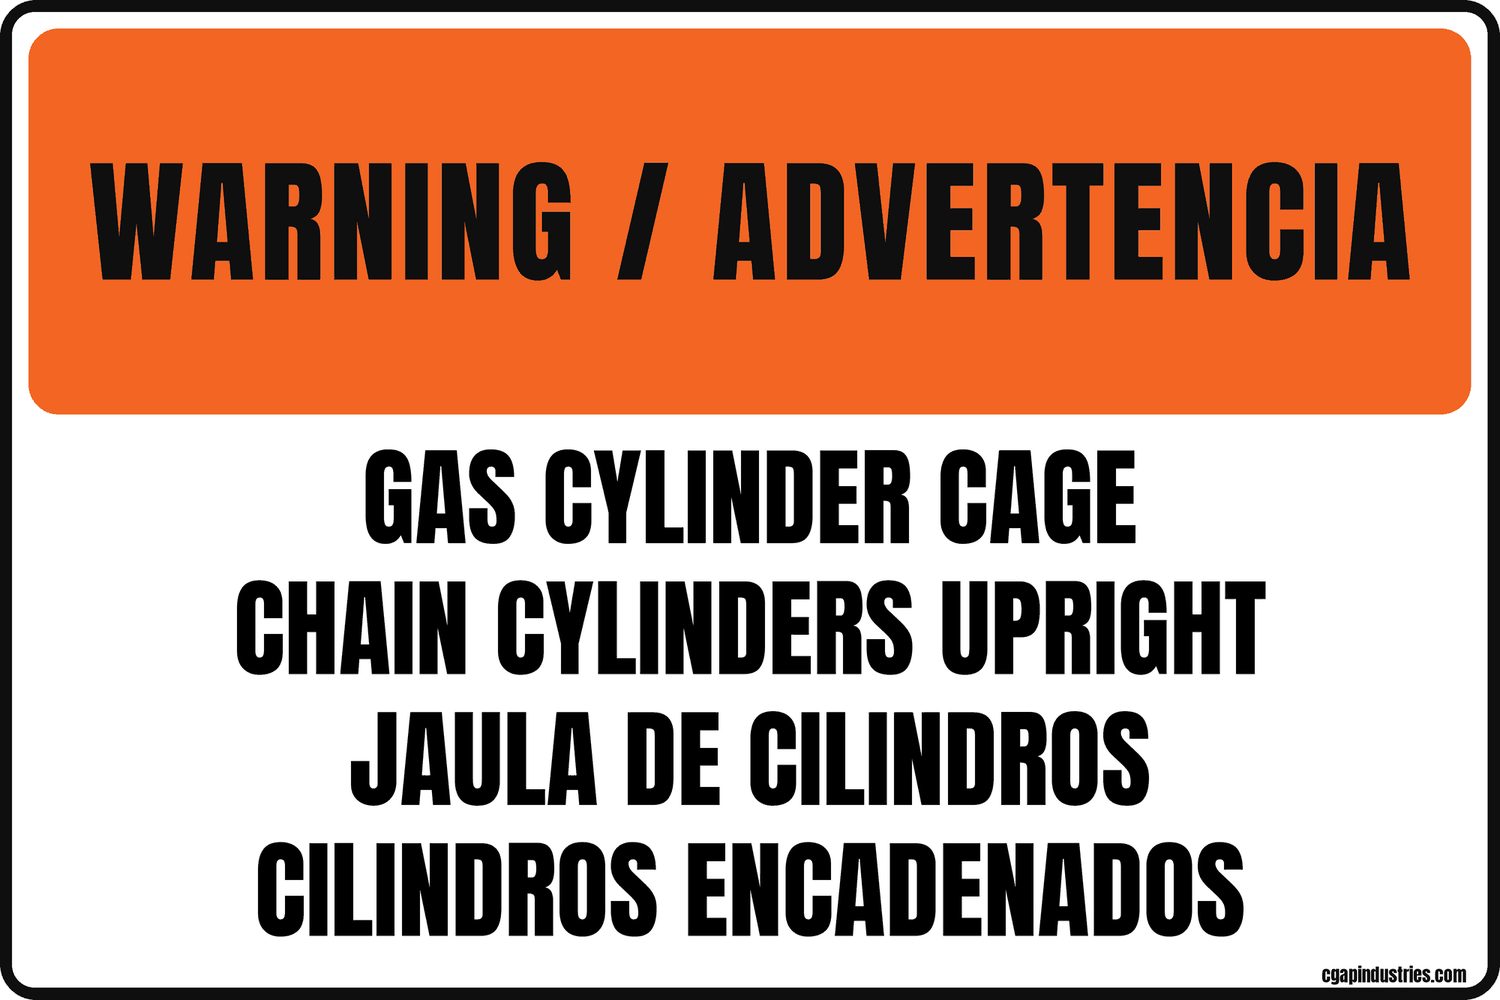 WARNING / ADVERTENCIA
GAS CYLINDER CAGE
CHAIN CYLINDERS UPRIGHT
JAULA DE CILINDROS
CILINDROS ENCADENADOS
cgapindustries.com